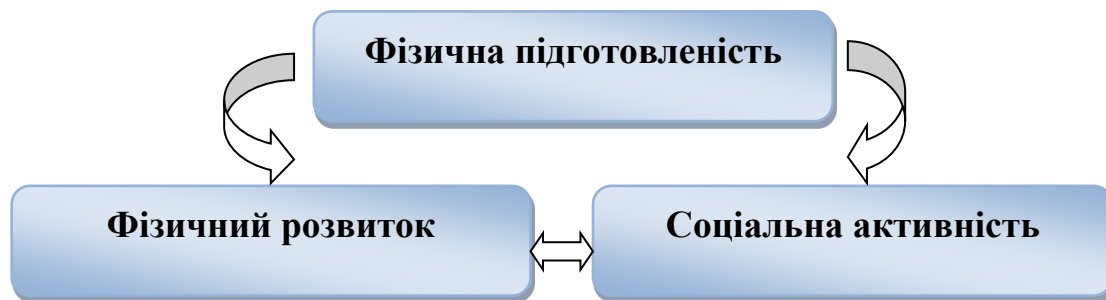 Фізична підготовленість
Фізичний розвиток
Соціальна активність